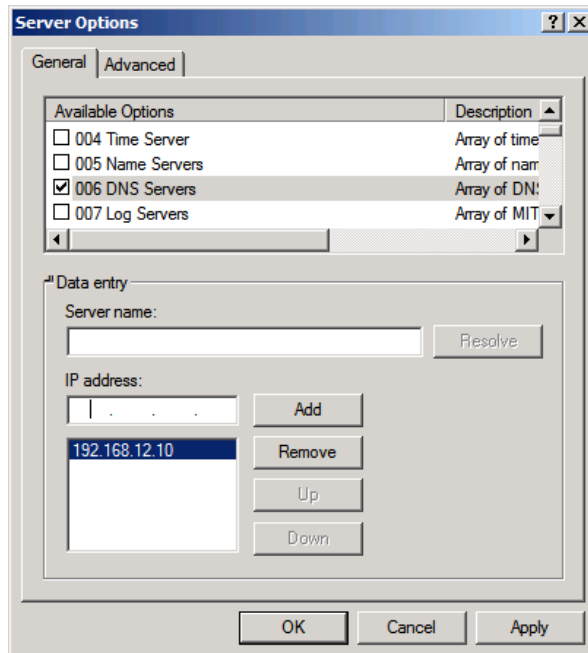 Server Options
General Advanced
Available Options Description
004 Time Server Array of time
005 Name Servers Array of nam
006 DNS Servers Array of DN
007 Log Servers Array of MIT
Data entry
Server name:
Resolve
IP address:
. . . Add
192.168.12.10 Remove
Up
Down
OK Cancel Apply